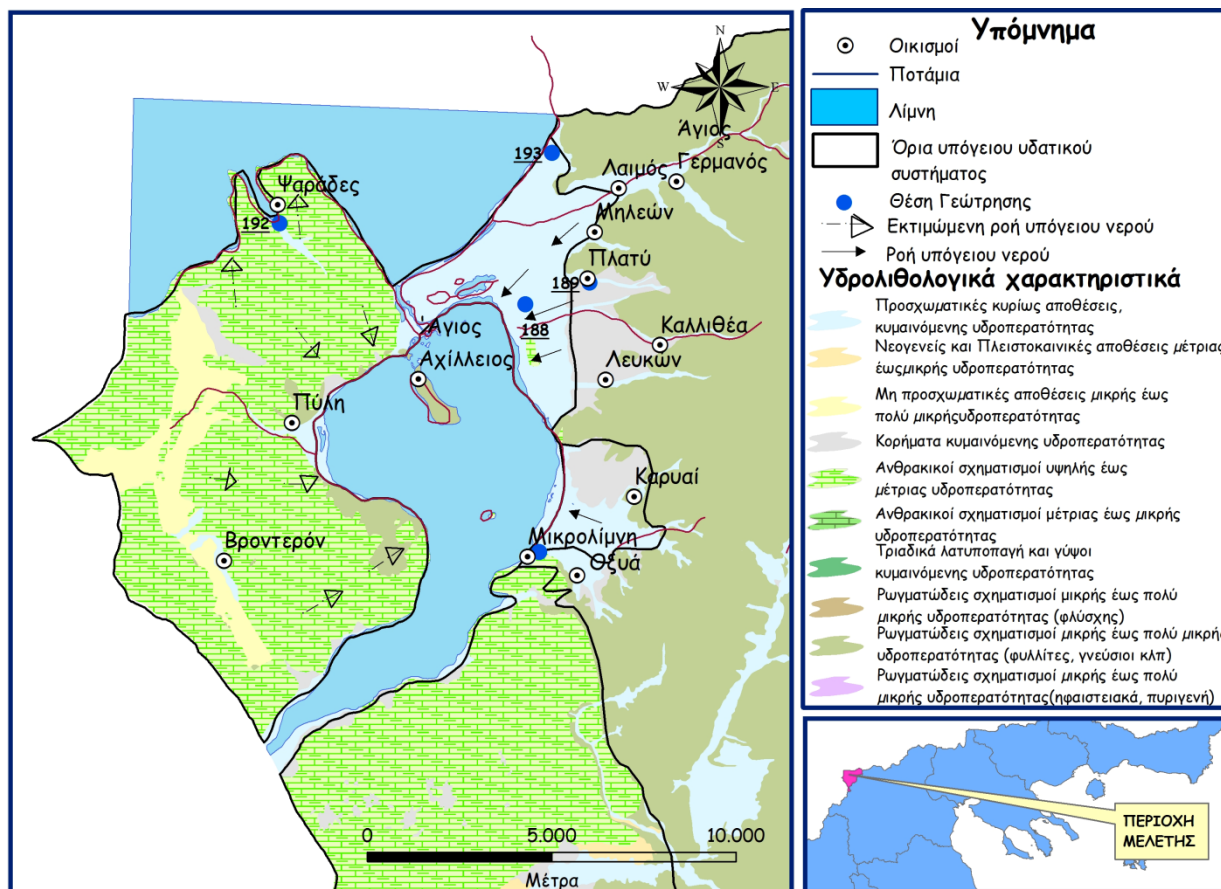 N
W
E
S
193
Άγιος
Γερμανός
Λαιμός
Ψαράδες
192
Μηλεών
Πλατύ
189
188
Άγιος
Αχίλλειος
Καλλιθέα
Λευκών
Πύλη
Καρυαί
Βροντερόν
Μικρολίμνη
Οξυά
0
5.000
10.000
Μέτρα
Υπόμνημα
Οικισμοί
Ποτάμια
Λίμνη
Όρια υπόγειου υδατικού
συστήματος
Θέση Γεώτρησης
Εκτιμώμενη ροή υπόγειου νερού
Ροή υπόγειου νερού
Υδρολιθολογικά χαρακτηριστικά
Προσχωματικές κυρίως αποθέσεις,
κυμαινόμενης υδροπερατότητας
Νεογενείς και Πλειστοκαινικές αποθέσεις μέτριας
έωςμικρής υδροπερατότητας
Μη προσχωματικές αποθέσεις μικρής έως
πολύ μικρήςυδροπερατότητας
Κορήματα κυμαινόμενης υδροπερατότητας
Ανθρακικοί σχηματισμοί υψηλής έως
μέτριας υδροπερατότητας
Ανθρακικοί σχηματισμοί μέτριας έως μικρής
υδροπερατότητας
Τριαδικά λατυποπαγή και γύψοι
κυμαινόμενης υδροπερατότητας
Ρωγματώδεις σχηματισμοί μικρής έως πολύ
μικρής υδροπερατότητας (φλύσχης)
Ρωγματώδεις σχηματισμοί μικρής έως πολύ μικρής
υδροπερατότητας (φυλλίτες, γνεύσιοι κλπ)
Ρωγματώδεις σχηματισμοί μικρής έως πολύ
μικρής υδροπερατότητας(ηφαιστειακά, πυριγενή)
ΠΕΡΙΟΧΗ
ΜΕΛΕΤΗΣ